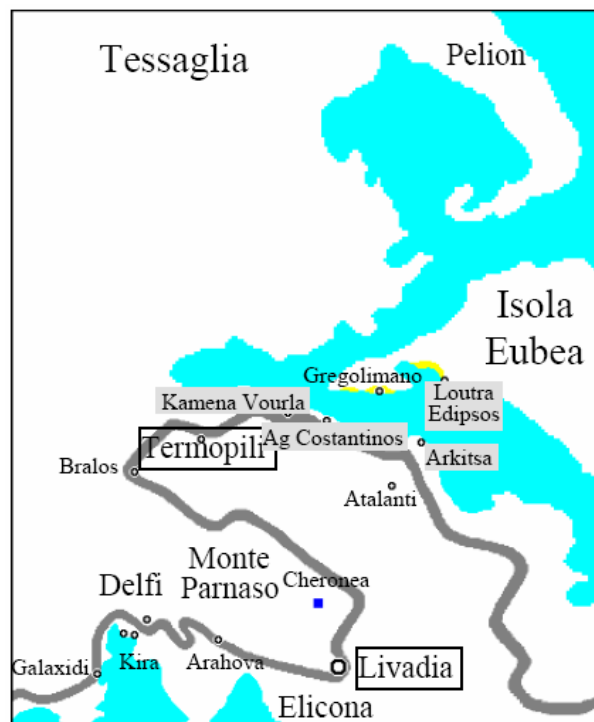 Tessaglia
Pelion
Isola
Eubea
Gregolimano
Loutra
Edipsos
Kamena Vourla
Ag Costantinos
Termopili
Arkitsa
Bralos
Atalanti
Monte
Parnaso
Cheronea
Delfi
Galaxidi
Kira
Arahova
Livadia
Elicona